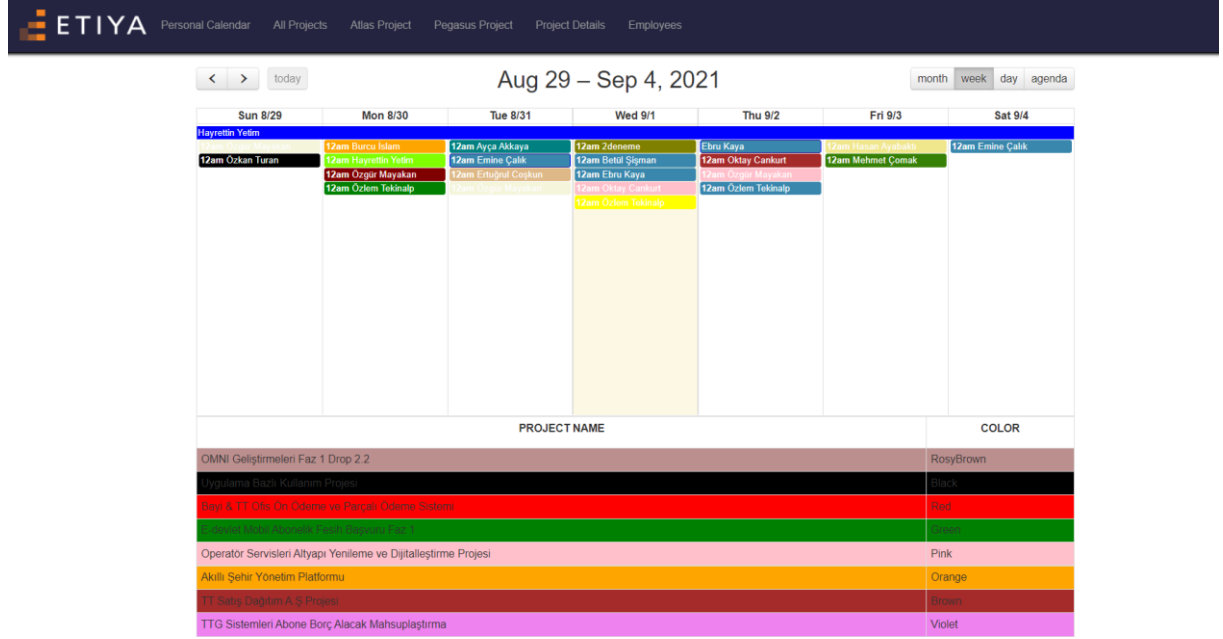 ETIYA Personal Calendar All Projects Atlas Project Pegasus Project Project Details Employees
today Aug 29 – Sep 4, 2021 month week day agenda
Sun 8/29 Mon 8/30 Tue 8/31 Wed 9/1 Thu 9/2 Fri 9/3 Sat 9/4
Hayrettin Yetim
12am Özgür Mayakan 12am Burcu İslam 12am Ayça Akkaya 12am 2deneme Ebru Kaya 12am Hasan Ayabaktı 12am Emine Çalık
12am Özkan Turan 12am Hayrettin Yetim 12am Emine Çalık 12am Betül Şişman 12am Oktay Cankurt 12am Mehmet Çomak
12am Özgür Mayakan 12am Ertuğrul Coşkun 12am Ebru Kaya 12am Özgür Mayakan
12am Özlem Tekinalp 12am Özgür Mayakan 12am Oktay Cankurt 12am Özlem Tekinalp
12am Özlem Tekinalp
PROJECT NAME COLOR
OMNI Geliştirmeleri Faz 1 Drop 2.2 RosyBrown
Uygulama Bazlı Kullanım Projesi Black
Bayi & TT Ofis Ön Ödeme ve Parçalı Ödeme Sistemi Red
E-devlet Mobil Abonelik Fesih Başvuru Faz 1 Green
Operatör Servisleri Altyapı Yenileme ve Dijitalleştirme Projesi Pink
Akıllı Şehir Yönetim Platformu Orange
TT Satış Dağıtım A.Ş Projesi Brown
TTG Sistemleri Abone Borç Alacak Mahsuplaştırma Violet